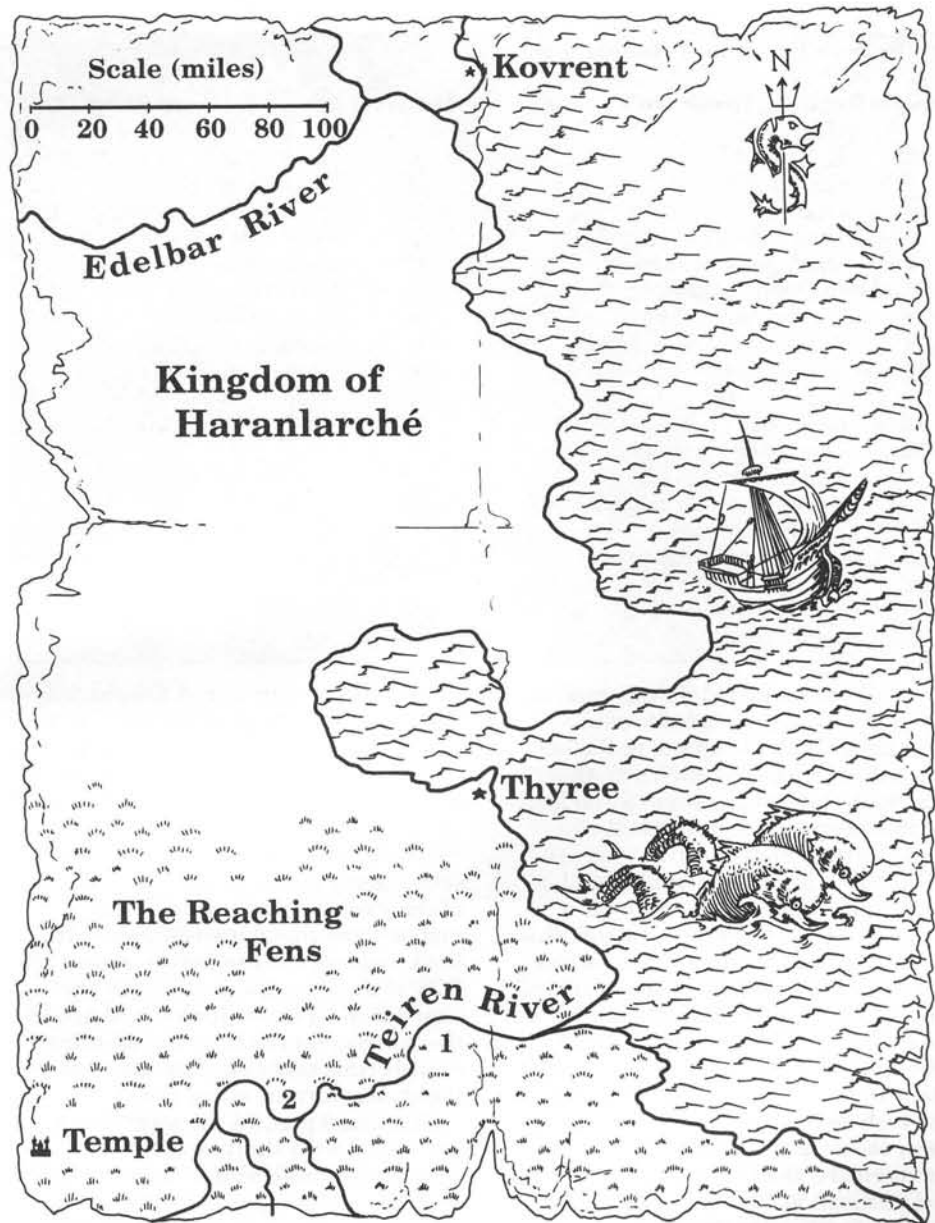 Scale (miles)
0 20 40 60 80 100
Kovrent
N
Edelbar River
Kingdom of
Haranlarché
Thyree
The Reaching
Fens
Teiren River
1
2
Temple